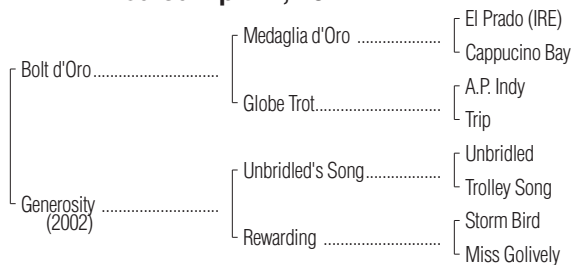 Bolt d'Oro
Generosity
(2002)
Medaglia d'Oro
Globe Trot
Unbridled's Song
Rewarding
El Prado (IRE)
Cappucino Bay
A.P. Indy
Trip
Unbridled
Trolley Song
Storm Bird
Miss Golively